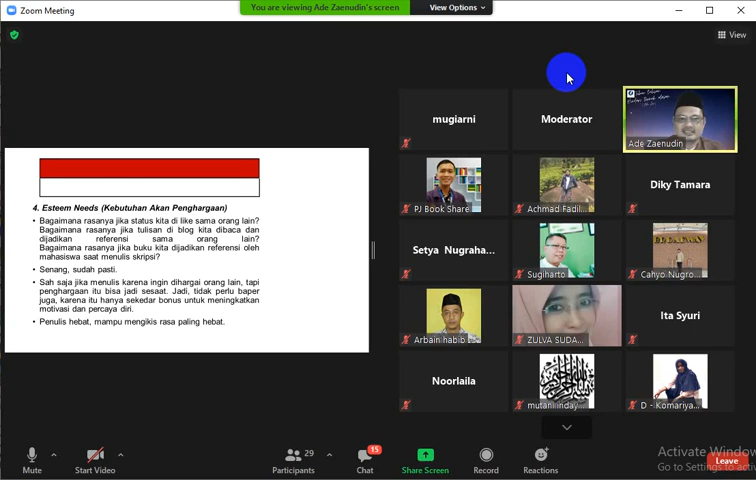 Zoom Meeting
You are viewing Ade Zaenudin's screen
View Options
View
mugiarni
Moderator
Ade Zaenudin
PJ Book Share
Achmad Fadil...
Diky Tamara
Setya Nugraha...
Sugiharto
Cahyo Nugro...
Arbain habib
ZULVA SUDA...
Ita Syuri
Noorlaila
D - Komariya...
4. Esteem Needs (Kebutuhan Akan Penghargaan)
• Bagaimana rasanya jika status kita di like sama orang lain?
Bagaimana rasanya jika tulisan di blog kita dibaca dan
dijadikan referensi sama orang lain?
Bagaimana rasanya jika buku kita dijadikan referensi oleh
mahasiswa saat menulis skripsi?
• Senang, sudah pasti.
• Sah saja jika menulis karena ingin dihargai orang lain, tapi
penghargaan itu bisa jadi sesaat. Jadi, tidak perlu baper
juga, karena itu hanya sekedar bonus untuk meningkatkan
motivasi dan percaya diri.
• Penulis hebat, mampu mengikis rasa paling hebat.
Mute
Start Video
29
Participants
15
Chat
Share Screen
Record
Reactions
Activate Window
Go to Settings to acti
Leave